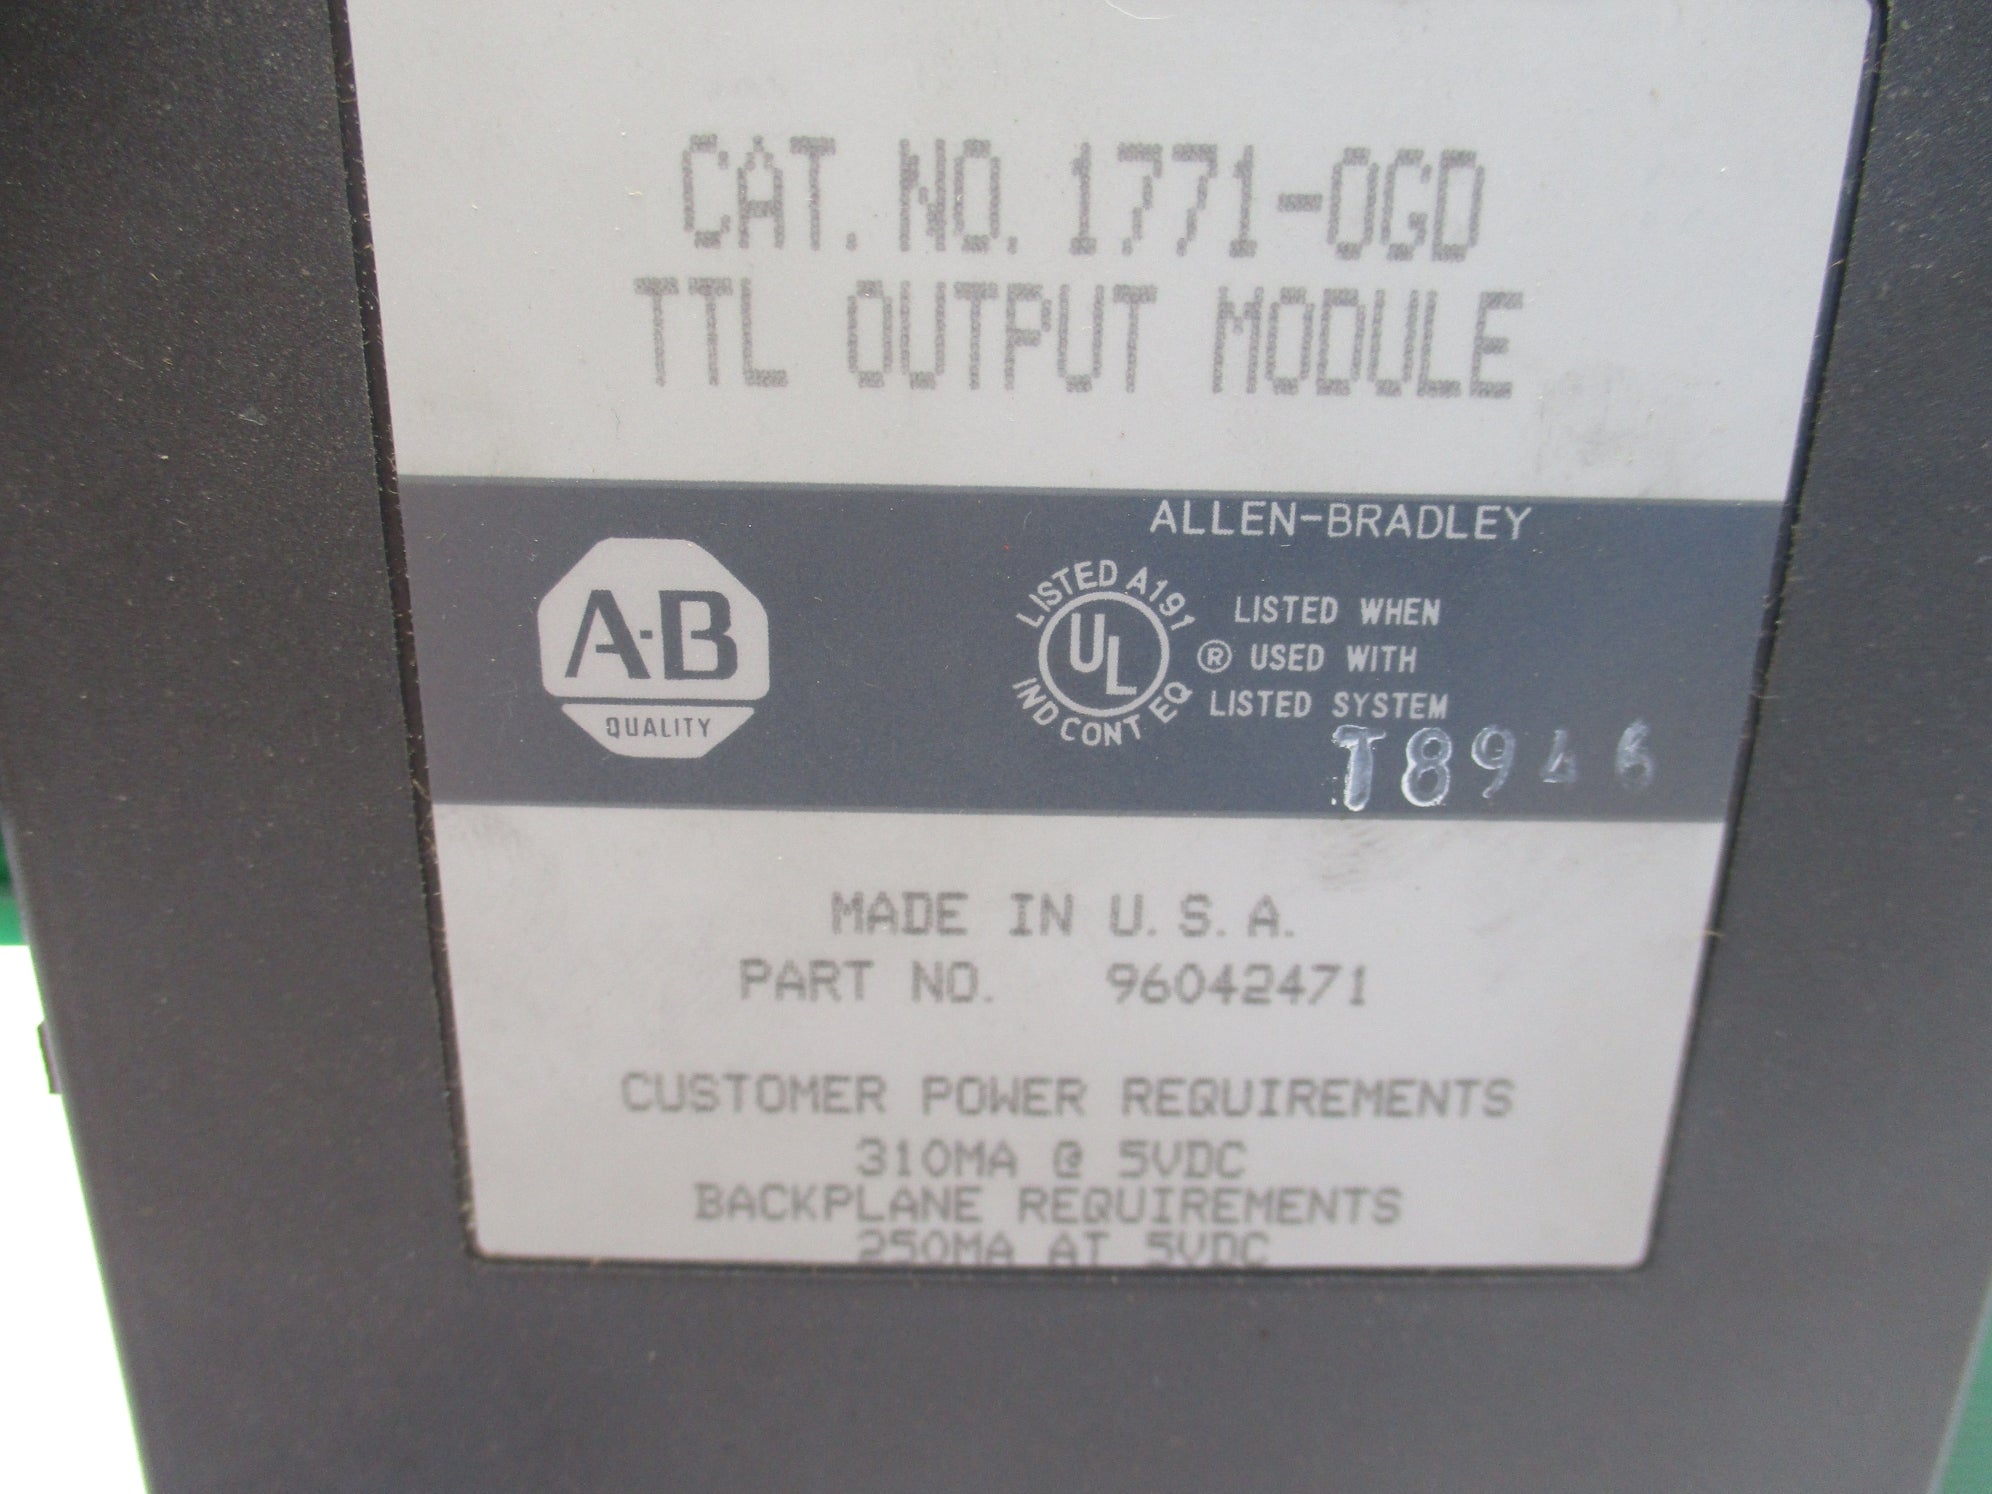 CAT. NO. 1771-OGD
TTL OUTPUT MODULE
ALLEN-BRADLEY
A-B
QUALITY
LISTED A191
UL
IND CONT EQ
®
LISTED WHEN
USED WITH
LISTED SYSTEM
T8946
MADE IN U.S.A.
PART NO. 96042471
CUSTOMER POWER REQUIREMENTS
310MA @ 5VDC
BACKPLANE REQUIREMENTS
250MA AT 5VDC